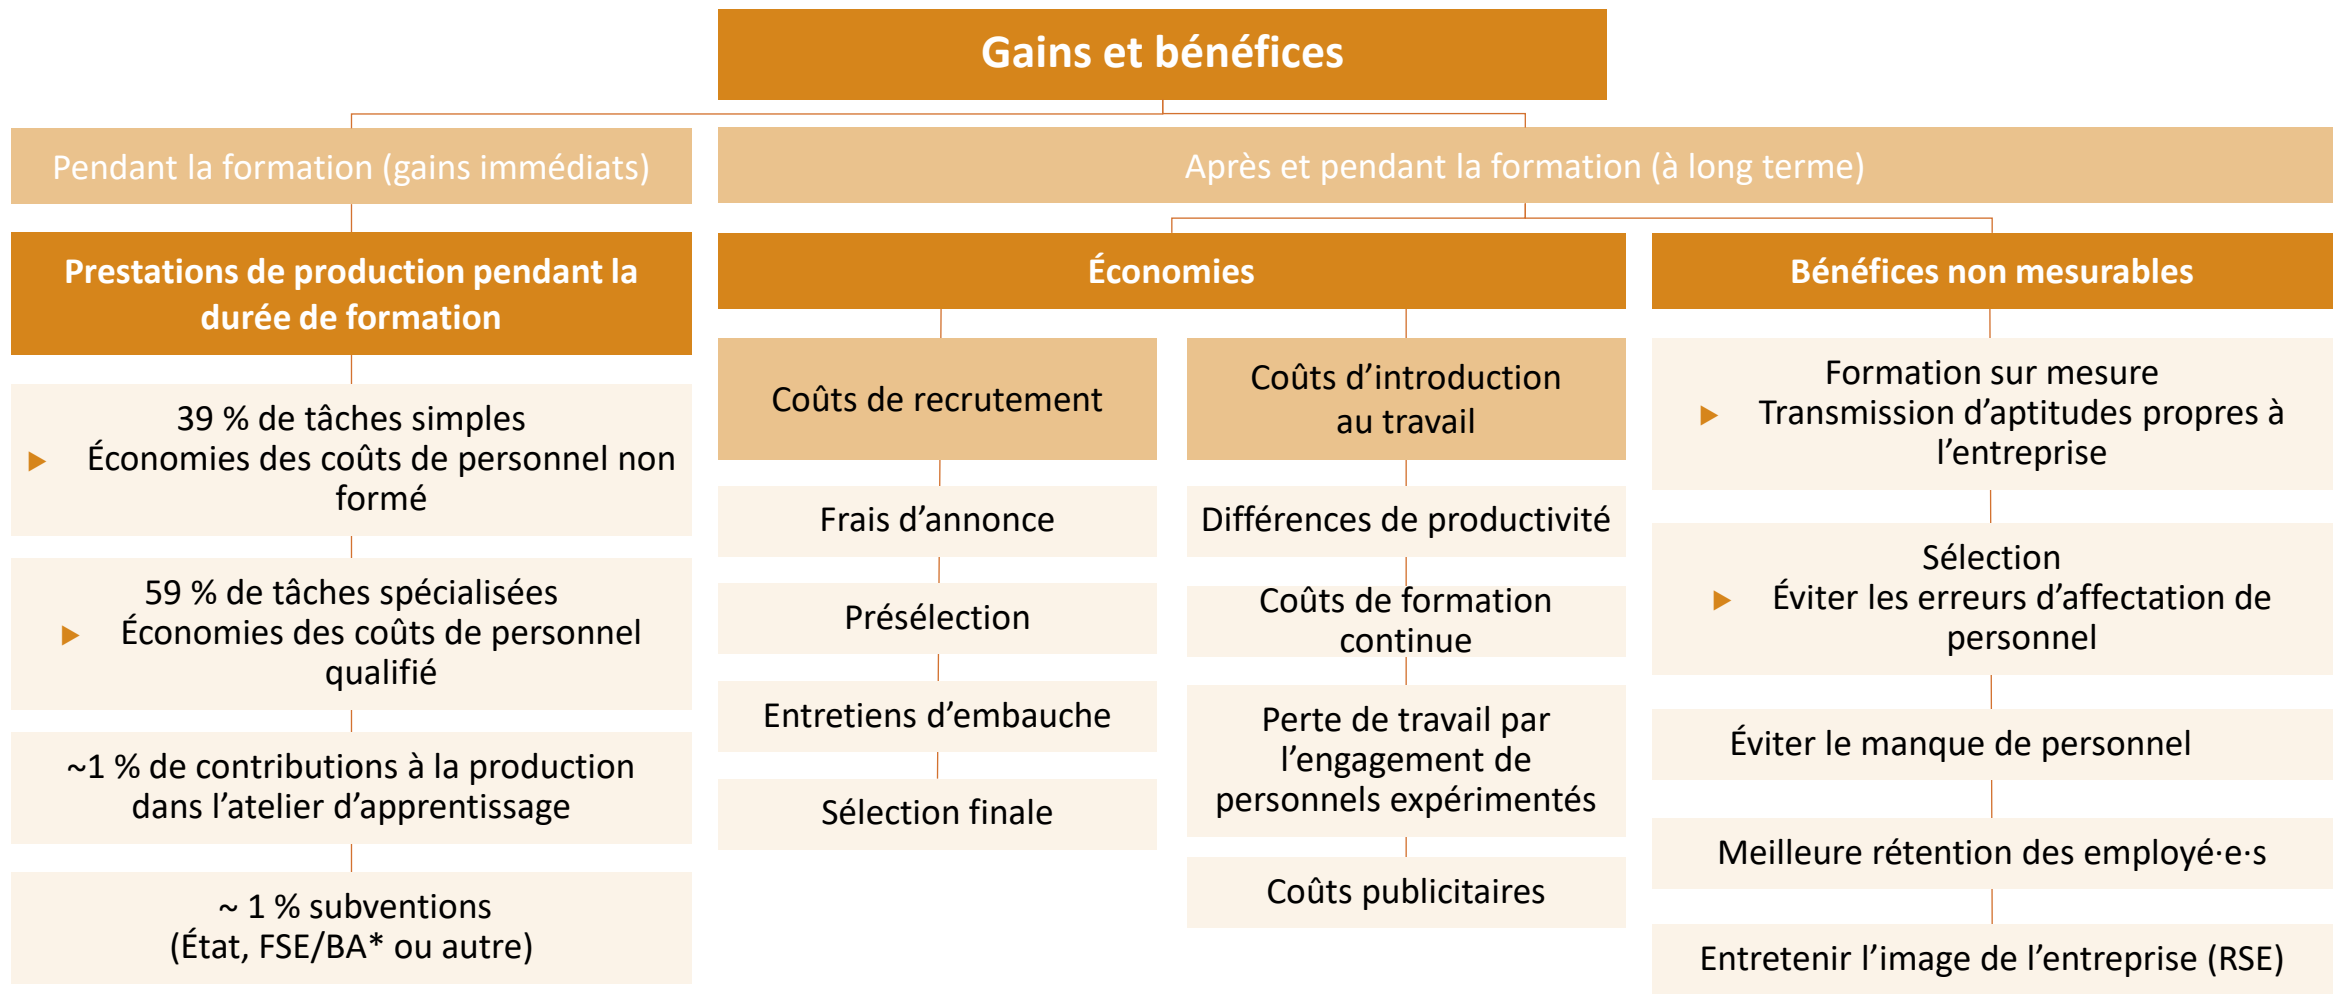 Gains et bénéfices
Pendant la formation (gains immédiats)
Après et pendant la formation (à long terme)
Prestations de production pendant la
durée de formation
39 % de tâches simples
Économies des coûts de personnel non
formé
59 % de tâches spécialisées
Économies des coûts de personnel
qualifié
~1 % de contributions à la production
dans l’atelier d’apprentissage
~ 1 % subventions
(État, FSE/BA* ou autre)
Économies
Coûts de recrutement
Frais d’annonce
Présélection
Entretiens d’embauche
Sélection finale
Coûts d’introduction
au travail
Différences de productivité
Coûts de formation
continue
Perte de travail par
l’engagement de
personnels expérimentés
Coûts publicitaires
Bénéfices non mesurables
Formation sur mesure
Transmission d’aptitudes propres à
l’entreprise
Sélection
Éviter les erreurs d’affectation de
personnel
Éviter le manque de personnel
Meilleure rétention des employé·e·s
Entretenir l’image de l’entreprise (RSE)